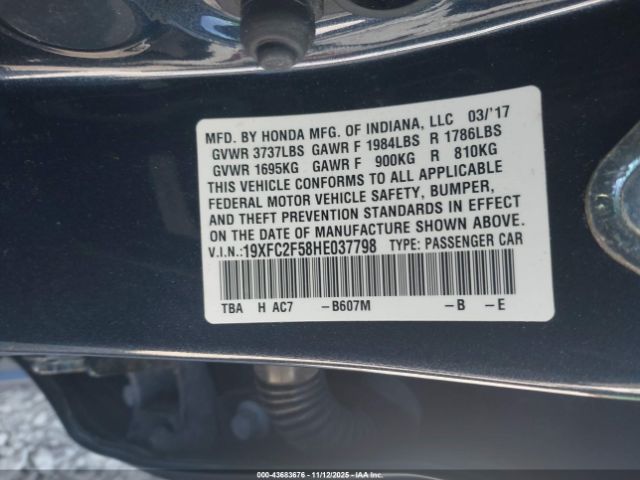 MFD. BY HONDA MFG. OF INDIANA, LLC 03/'17
GVWR 3737LBS GAWR F 1984LBS R 1786LBS
GVWR 1695KG GAWR F 900KG R 810KG
THIS VEHICLE CONFORMS TO ALL APPLICABLE
FEDERAL MOTOR VEHICLE SAFETY, BUMPER,
AND THEFT PREVENTION STANDARDS IN EFFECT
ON THE DATE OF MANUFACTURE SHOWN ABOVE.
V.I.N.:19XFC2F58HE037798 TYPE: PASSENGER CAR
TBA H AC7 -B607M -B -E
000-43683676 - 11/12/2025 - IAAI.COM